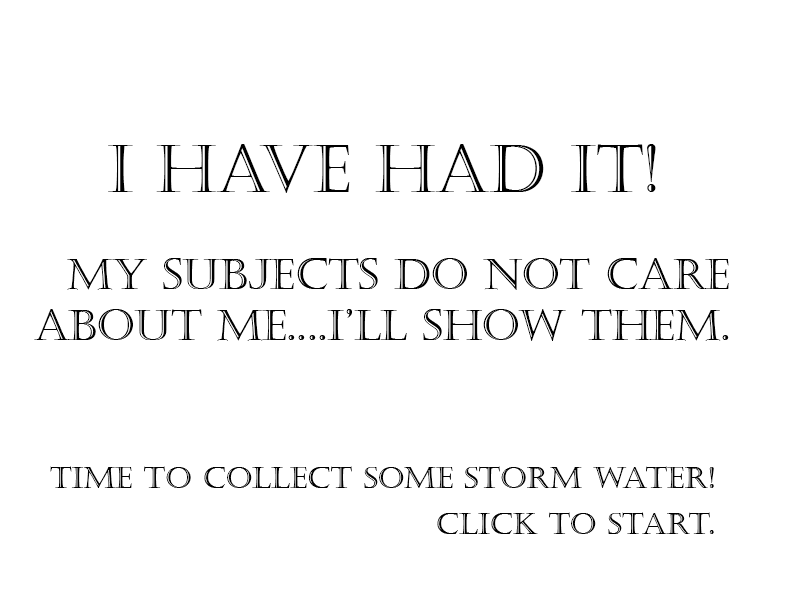 I HAVE HAD IT!
MY SUBJECTS DO NOT CARE
ABOUT ME....I'LL SHOW THEM.
TIME TO COLLECT SOME STORM WATER!
CLICK TO START.